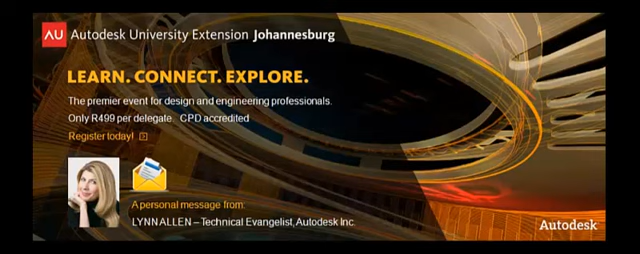 AU Autodesk University Extension Johannesburg
LEARN. CONNECT. EXPLORE.
The premier event for design and engineering professionals.
Only R499 per delegate. CPD accredited
Register today!
A personal message from:
LYNN ALLEN – Technical Evangelist, Autodesk Inc.
Autodesk